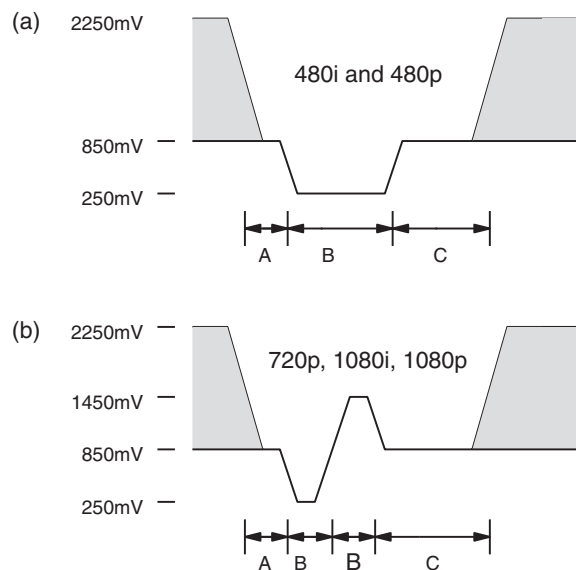 (a)
2250mV
480i and 480p
850mV
250mV
A B C
(b)
2250mV
720p, 1080i, 1080p
1450mV
850mV
250mV
A B B C